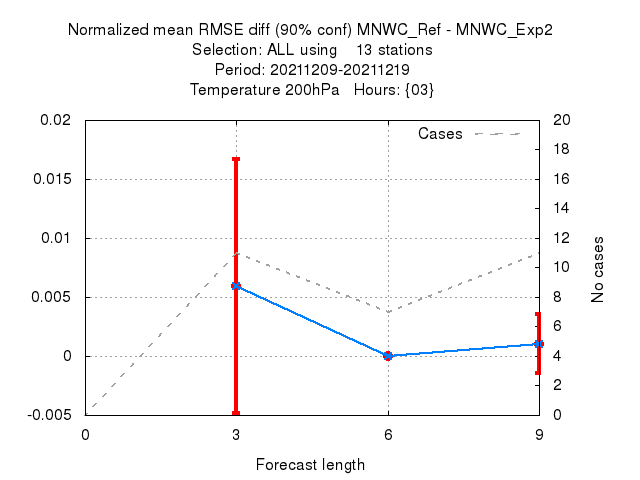 Normalized mean RMSE diff (90% conf) MNWC_Ref - MNWC_Exp2
Selection: ALL using    13 stations
Period: 20211209-20211219
Temperature 200hPa   Hours: {03}
Cases
0.02
0.015
0.01
0.005
0
-0.005
20
18
16
14
12
10
8
6
4
2
0
No cases
0 3 6 9
Forecast length